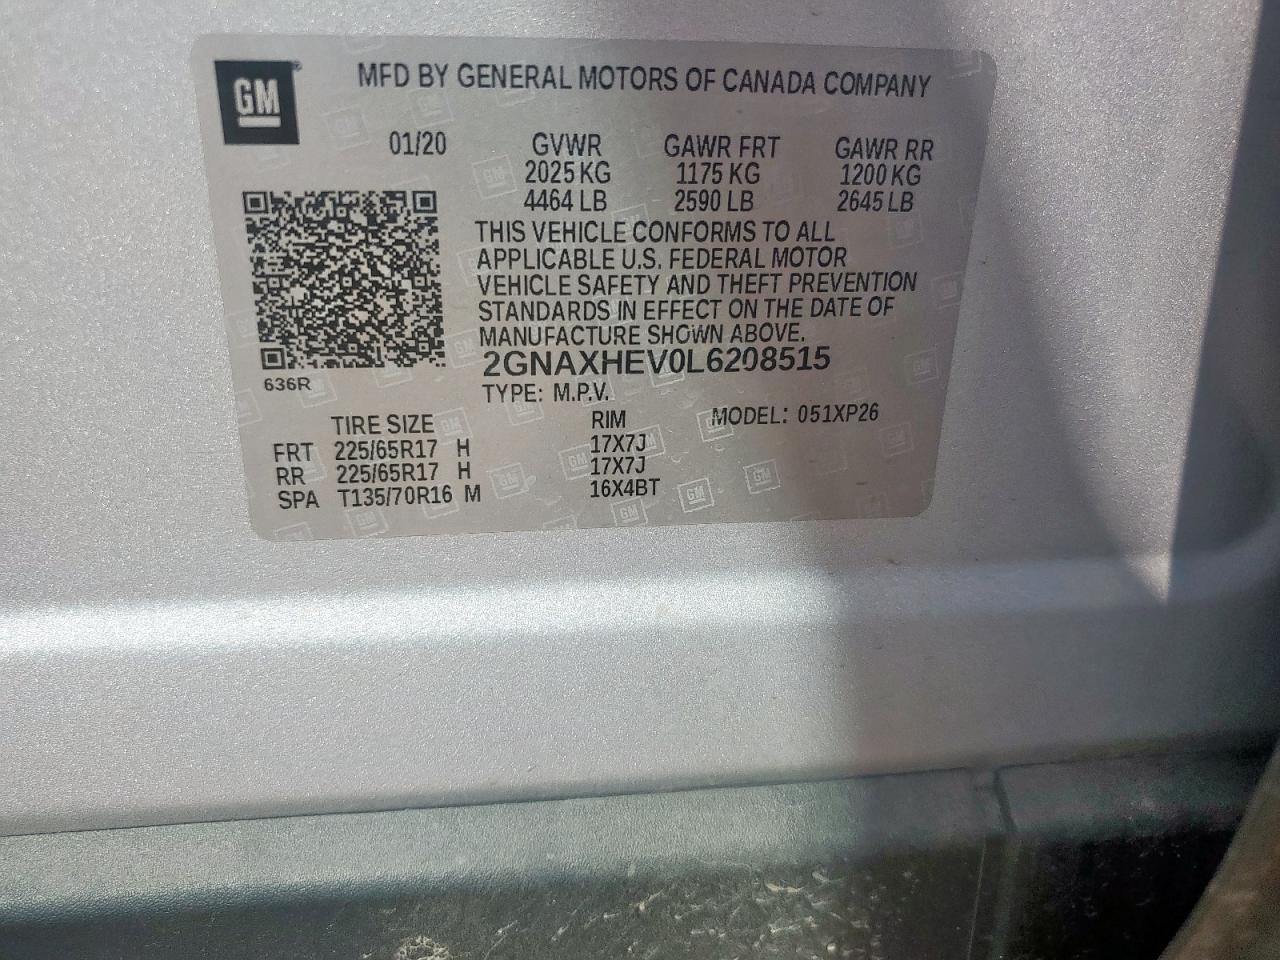 GM
MFD BY GENERAL MOTORS OF CANADA COMPANY
01/20 GVWR GAWR FRT GAWR RR
2025 KG 1175 KG 1200 KG
4464 LB 2590 LB 2645 LB
THIS VEHICLE CONFORMS TO ALL
APPLICABLE U.S. FEDERAL MOTOR
VEHICLE SAFETY AND THEFT PREVENTION
STANDARDS IN EFFECT ON THE DATE OF
MANUFACTURE SHOWN ABOVE.
2GNAXHEV0L6208515
636R
TYPE: M.P.V.
TIRE SIZE RIM MODEL: 051XP26
FRT 225/65R17 H 17X7J
RR 225/65R17 H 17X7J
SPA T135/70R16 M 16X4BT